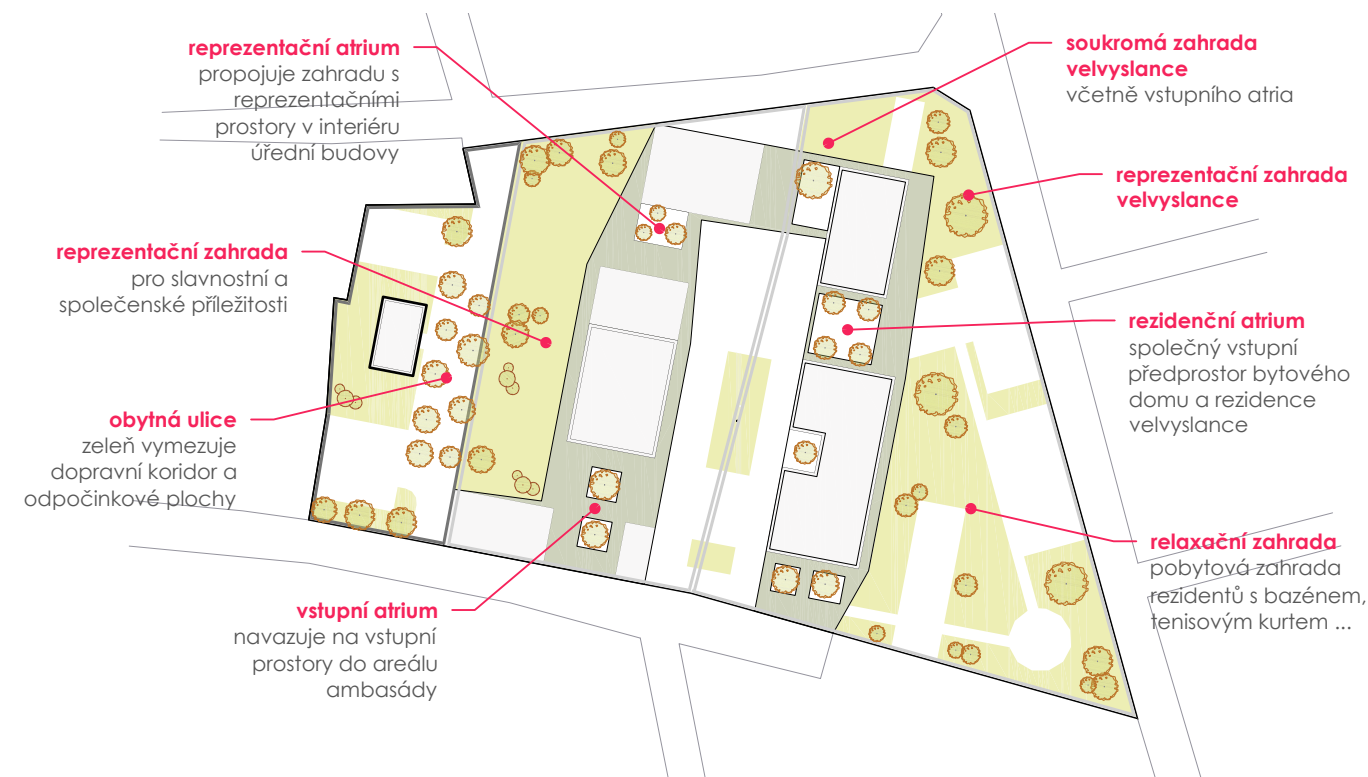 reprezentační atrium
propojuje zahradu s
reprezentačními
prostory v interiéru
úřední budovy
reprezentační zahrada
pro slavnostní a
společenské příležitosti
obytná ulice
zeleň vymezuje
dopravní koridor a
odpočinkové plochy
vstupní atrium
navazuje na vstupní
prostory do areálu
ambasády
soukromá zahrada
velvyslance
včetně vstupního atria
reprezentační zahrada
velvyslance
rezidenční atrium
společný vstupní
předprostor bytového
domu a rezidence
velvyslance
relaxační zahrada
pobytová zahrada
rezidentů s bazénem,
tenisovým kurtem ...